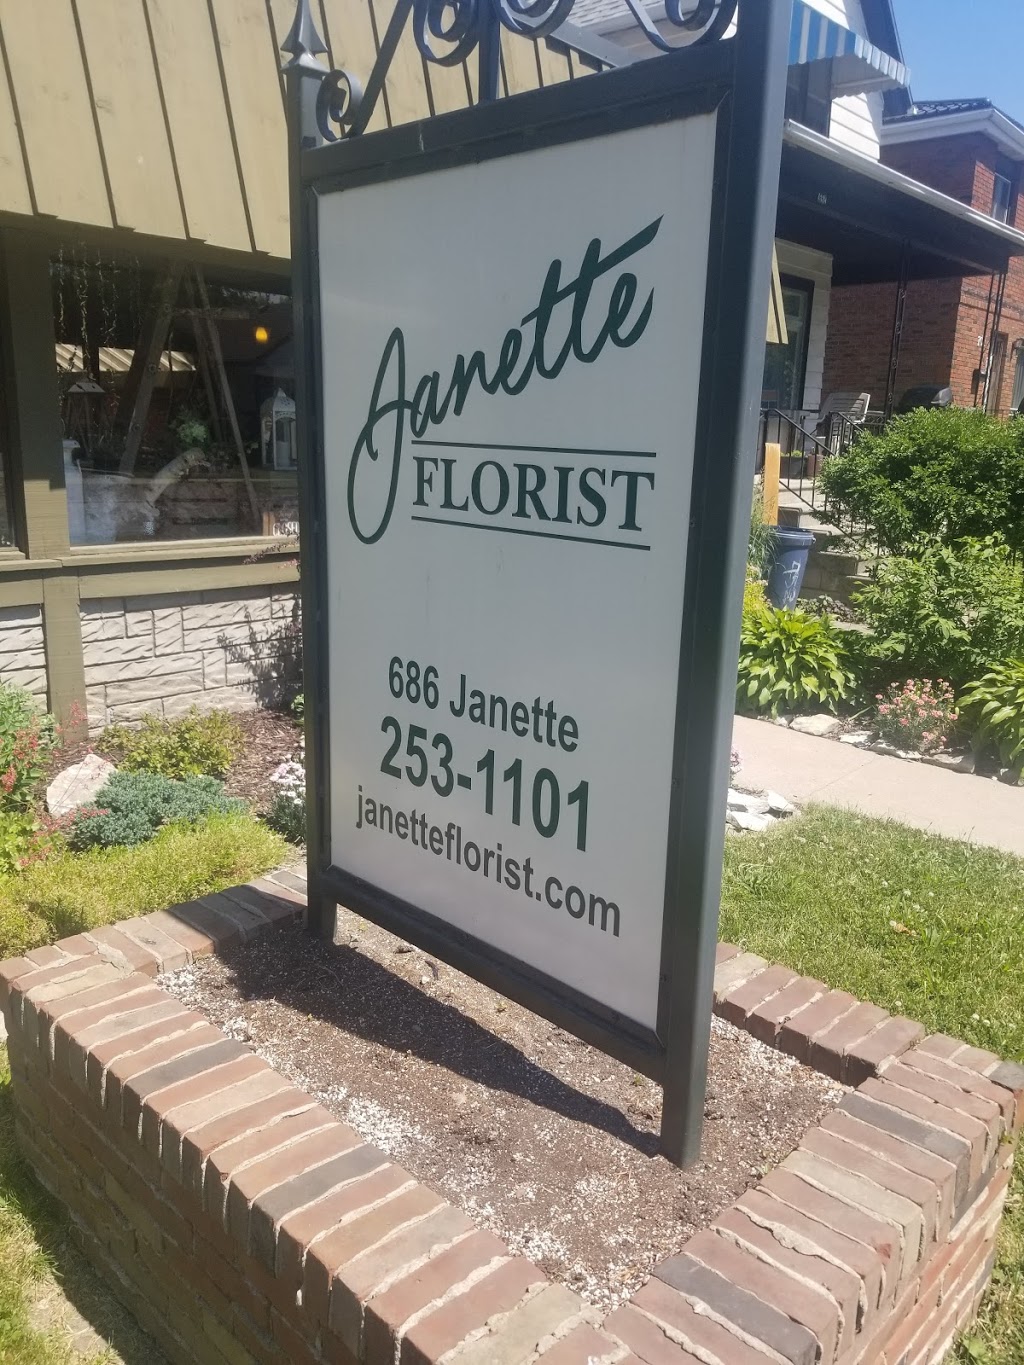 Janette
FLORIST
686 Janette
253-1101
janetteflorist.com